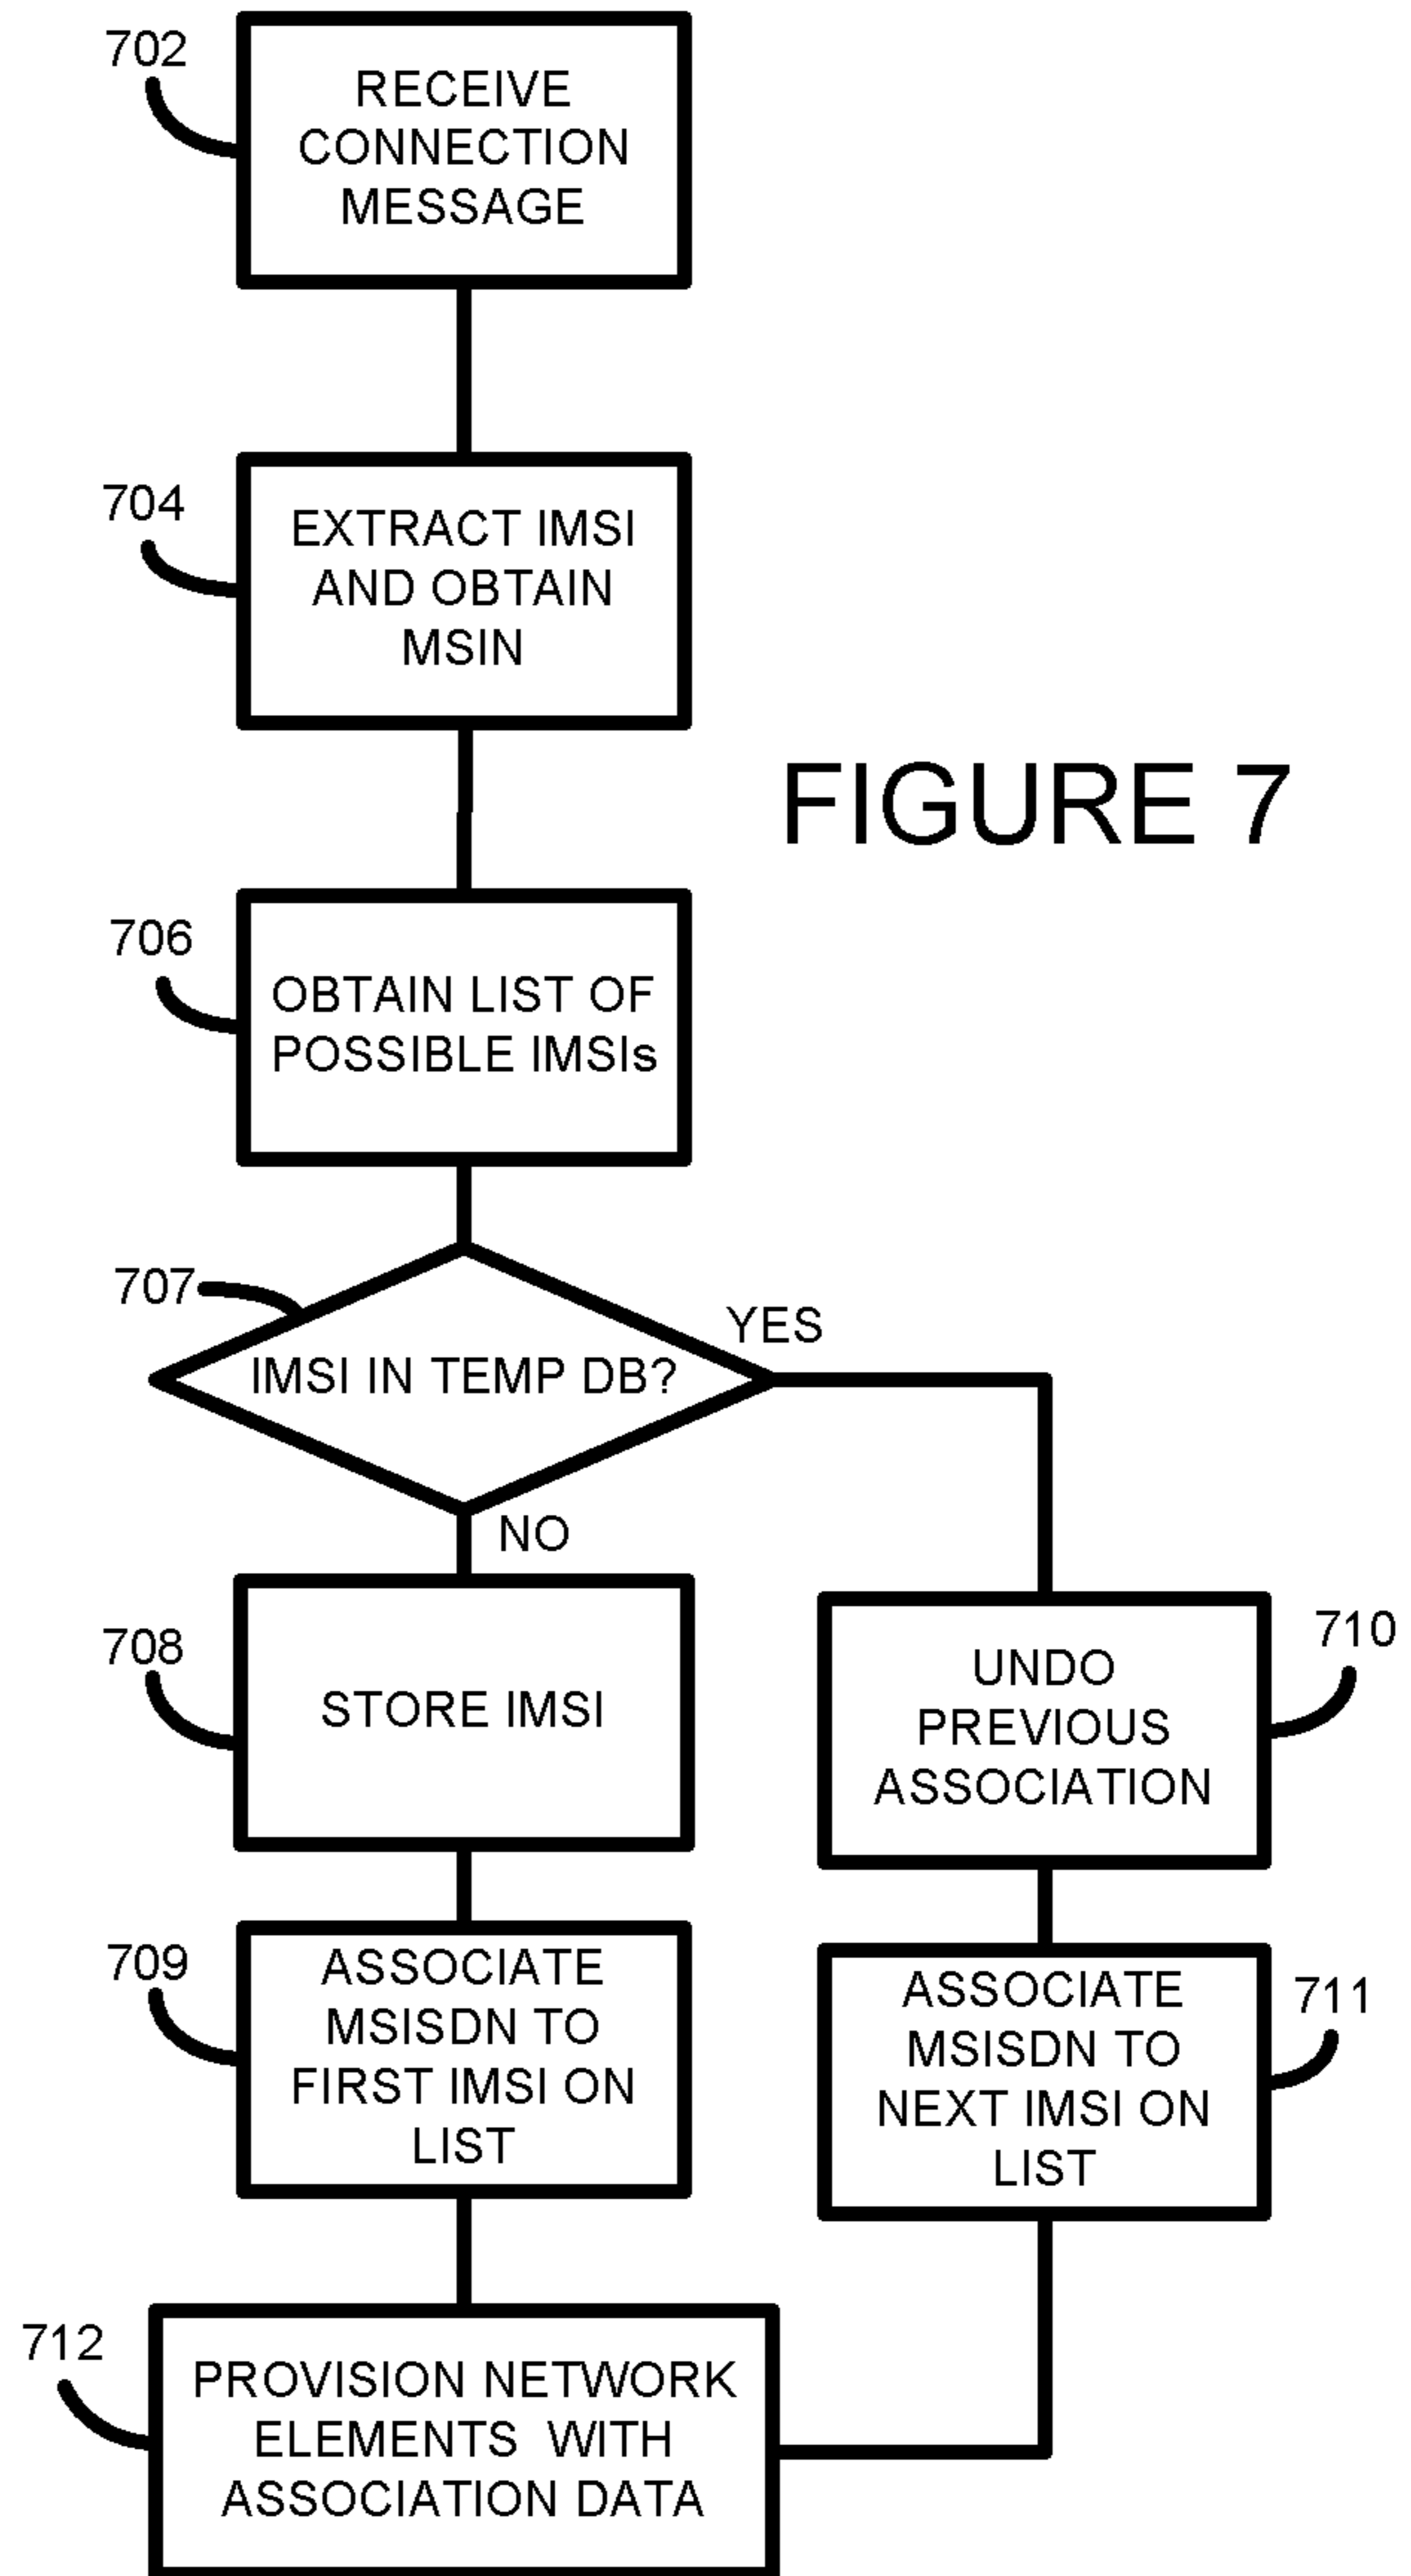 702
RECEIVE
CONNECTION
MESSAGE
704
EXTRACT IMSI
AND OBTAIN
MSIN
FIGURE 7
706
OBTAIN LIST OF
POSSIBLE IMSIs
707
IMSI IN TEMP DB?
YES
NO
708
STORE IMSI
710
UNDO
PREVIOUS
ASSOCIATION
709
ASSOCIATE
MSISDN TO
FIRST IMSI ON
LIST
711
ASSOCIATE
MSISDN TO
NEXT IMSI ON
LIST
712
PROVISION NETWORK
ELEMENTS WITH
ASSOCIATION DATA